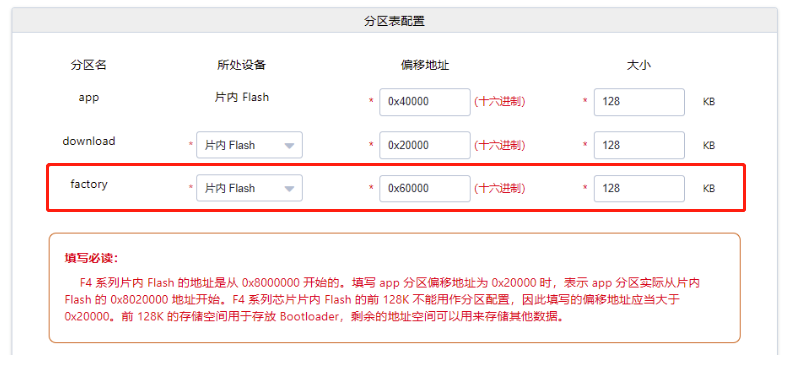 分区表配置
分区名 所处设备 偏移地址 大小
app 片内 Flash * 0x40000 (十六进制) * 128 KB
download * 片内 Flash * 0x20000 (十六进制) * 128 KB
factory * 片内 Flash * 0x60000 (十六进制) * 128 KB
填写必读：
F4 系列片内 Flash 的地址是从 0x8000000 开始的。填写 app 分区偏移地址为 0x20000 时，表示 app 分区实际从片内
Flash 的 0x8020000 地址开始。F4 系列芯片片内 Flash 的前 128K 不能用作分区配置，因此填写的偏移地址应当大于
0x20000。前 128K 的存储空间用于存放 Bootloader，剩余的地址空间可以用来存储其他数据。